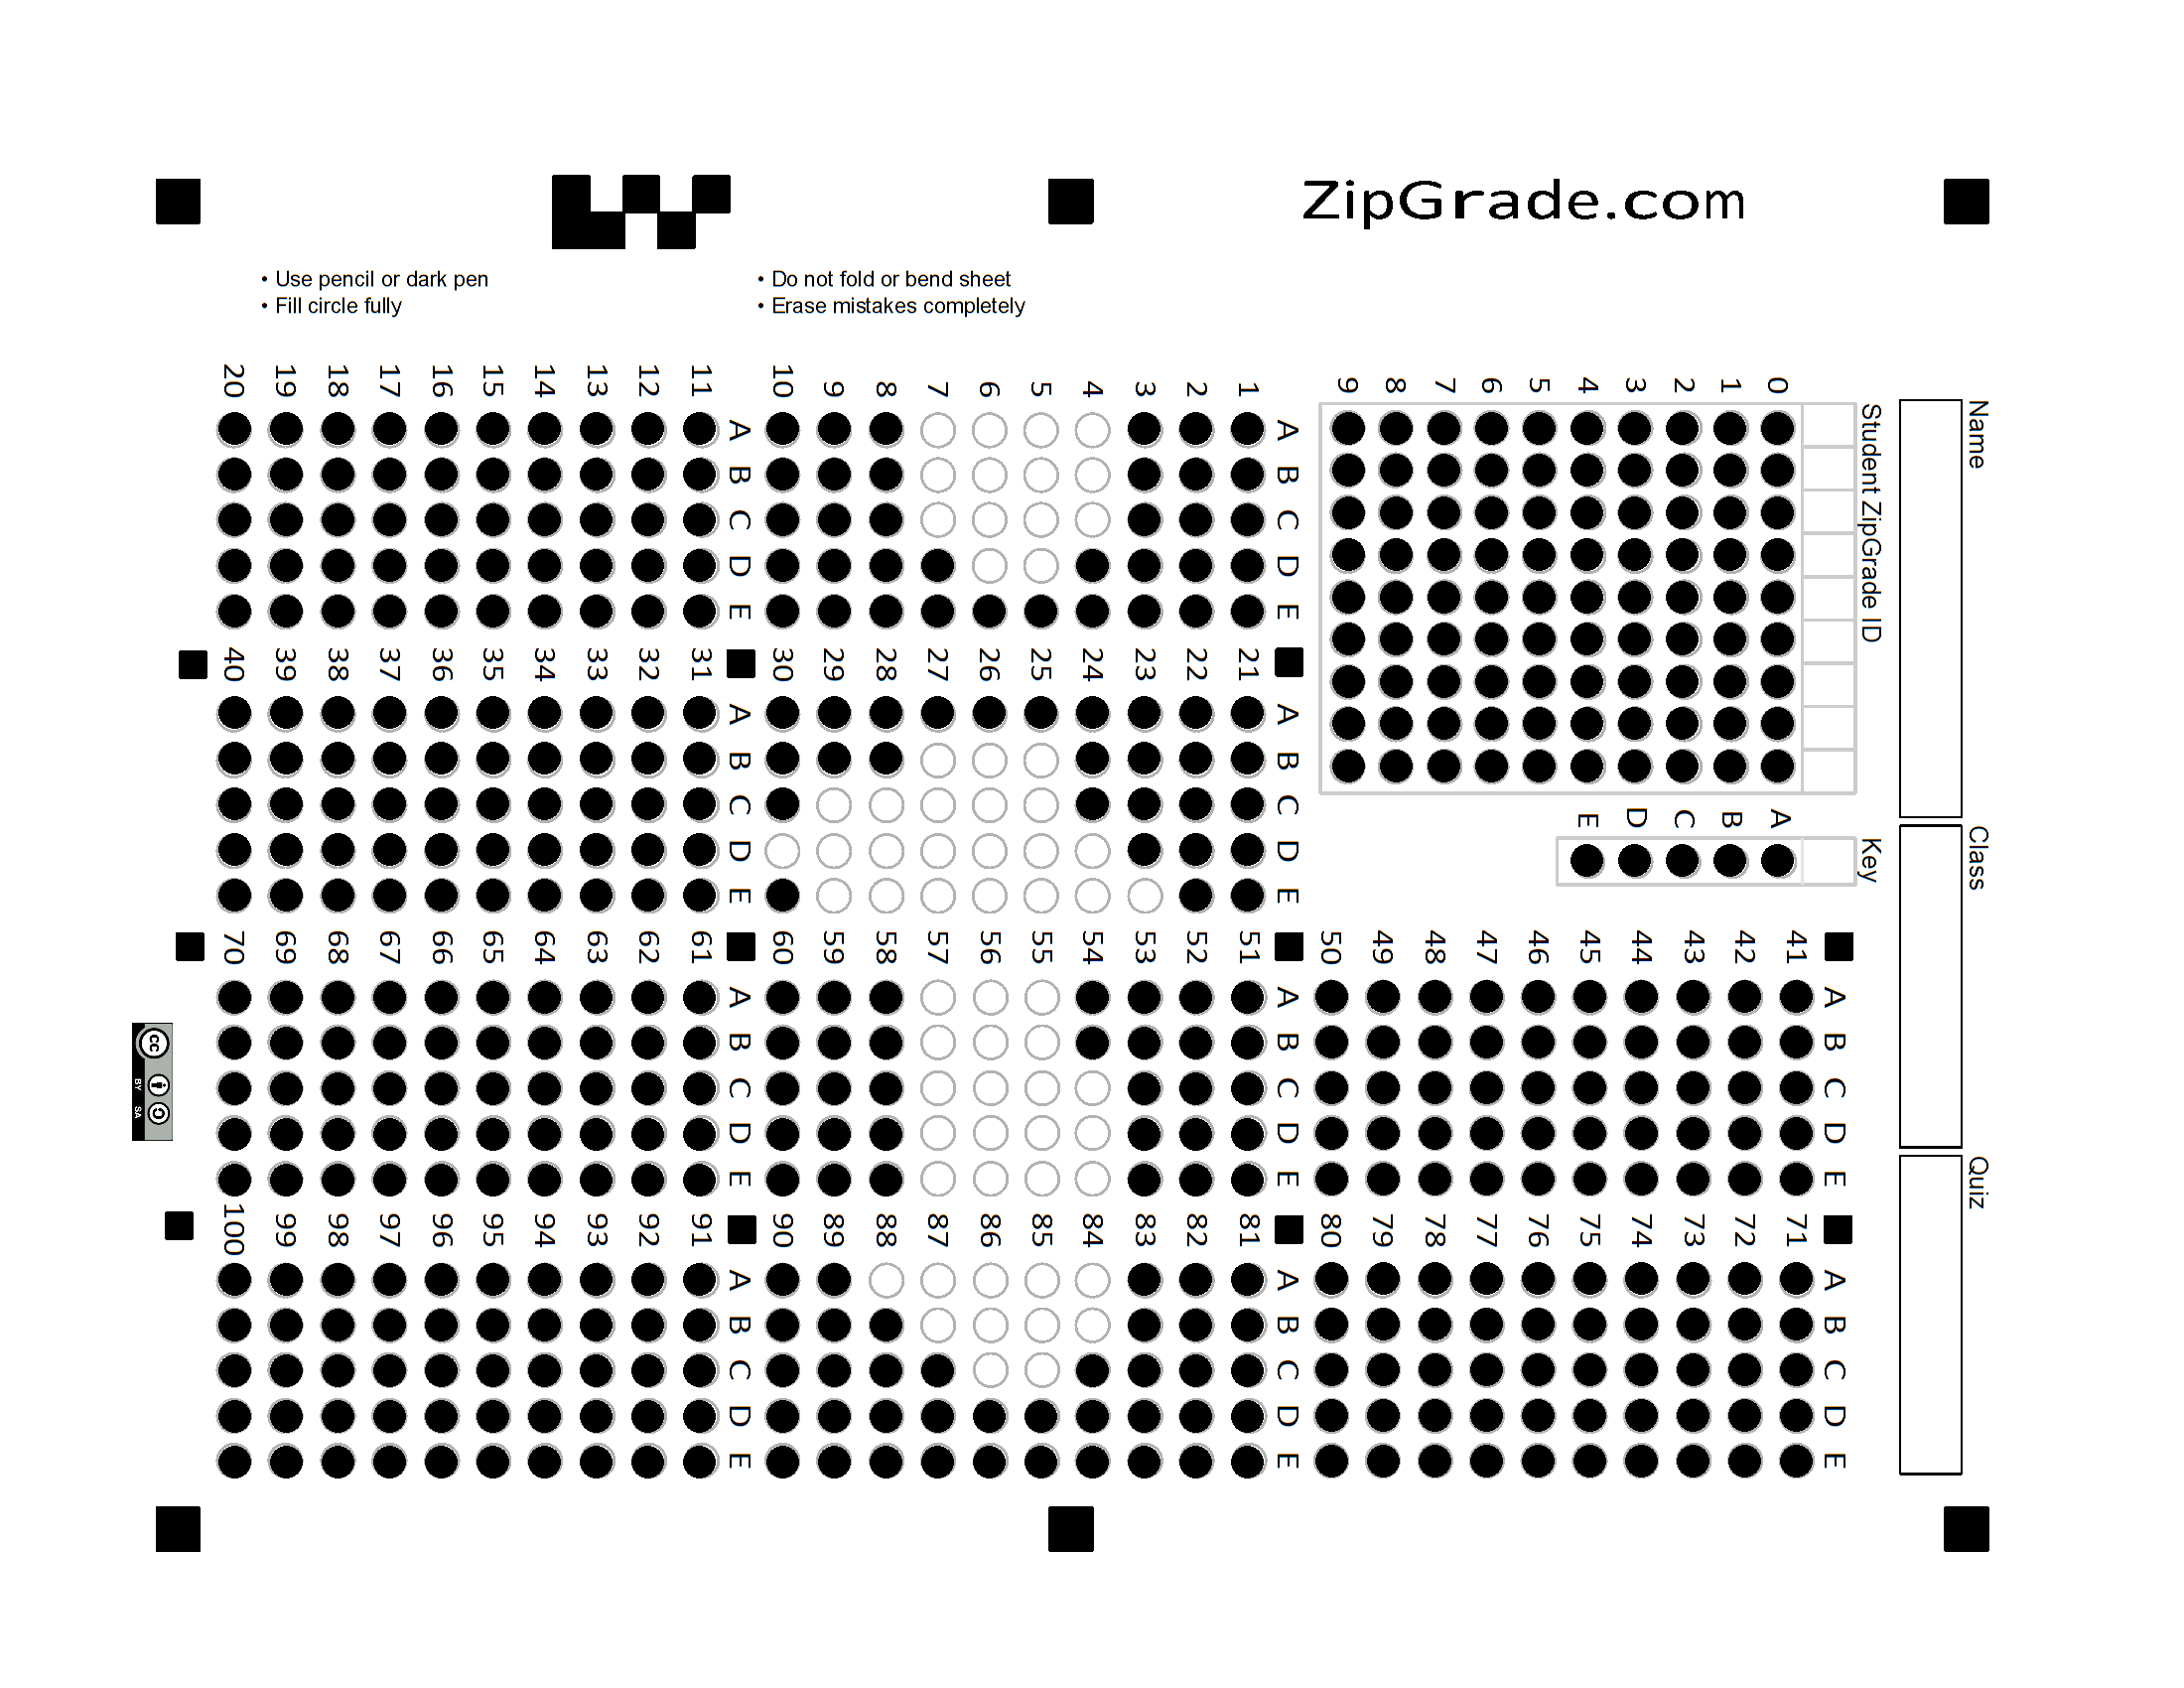 ZipGrade.com
• Use pencil or dark pen
• Fill circle fully
• Do not fold or bend sheet
• Erase mistakes completely
Name
Class
Quiz
Student ZipGrade ID
0 1 2 3 4 5 6 7 8 9
Key
A B C D E
1 2 3 4 5 6 7 8 9 10
A B C D E
11 12 13 14 15 16 17 18 19 20
A B C D E
21 22 23 24 25 26 27 28 29 30
A B C D E
31 32 33 34 35 36 37 38 39 40
A B C D E
41 42 43 44 45 46 47 48 49 50
A B C D E
51 52 53 54 55 56 57 58 59 60
A B C D E
61 62 63 64 65 66 67 68 69 70
A B C D E
71 72 73 74 75 76 77 78 79 80
A B C D E
81 82 83 84 85 86 87 88 89 90
A B C D E
91 92 93 94 95 96 97 98 99 100
A B C D E
cc BY SA